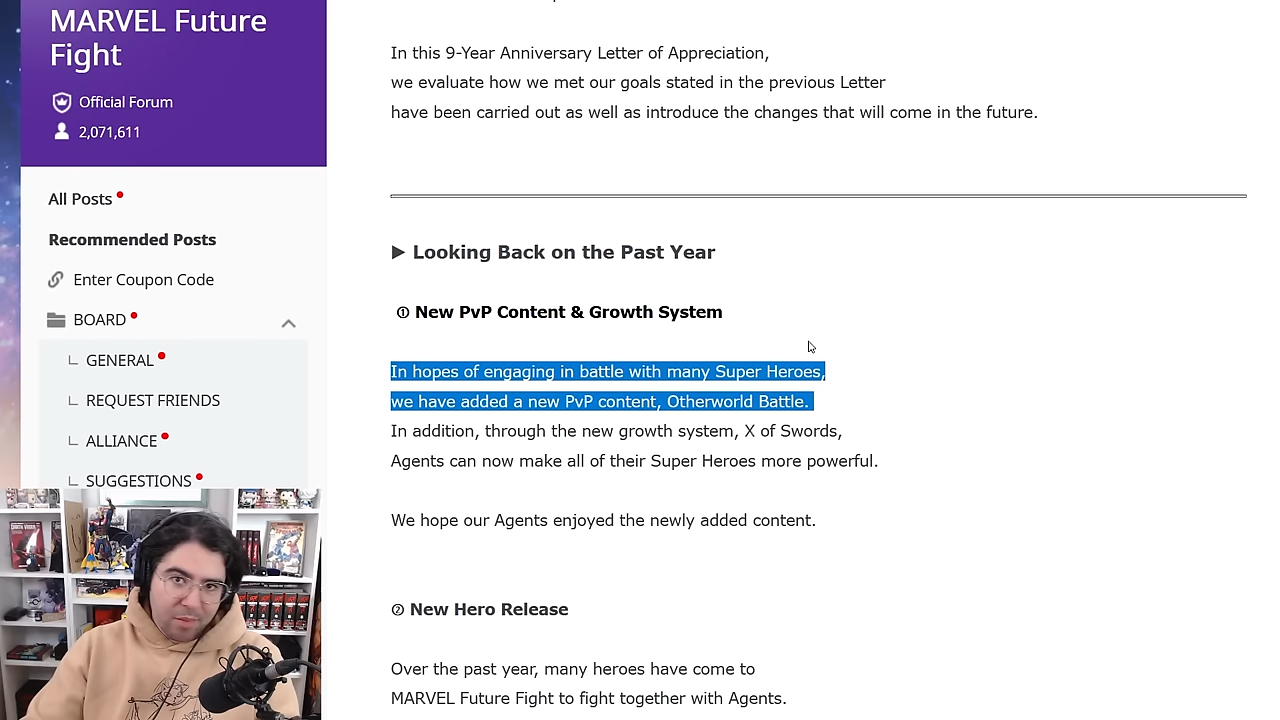 MARVEL Future
Fight
Official Forum
2,071,611
All Posts
Recommended Posts
Enter Coupon Code
BOARD
GENERAL
REQUEST FRIENDS
ALLIANCE
SUGGESTIONS
In this 9-Year Anniversary Letter of Appreciation,
we evaluate how we met our goals stated in the previous Letter
have been carried out as well as introduce the changes that will come in the future.
▶ Looking Back on the Past Year
① New PvP Content & Growth System
In hopes of engaging in battle with many Super Heroes,
we have added a new PvP content, Otherworld Battle.
In addition, through the new growth system, X of Swords,
Agents can now make all of their Super Heroes more powerful.
We hope our Agents enjoyed the newly added content.
② New Hero Release
Over the past year, many heroes have come to
MARVEL Future Fight to fight together with Agents.